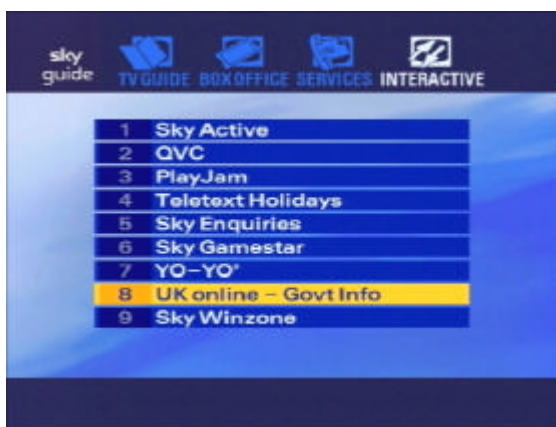 sky
guide
TV GUIDE BOX OFFICE SERVICES INTERACTIVE
1 Sky Active
2 QVC
3 PlayJam
4 Teletext Holidays
5 Sky Enquiries
6 Sky Gamestar
7 YO-YO*
8 UK online - Govt Info
9 Sky Winzone